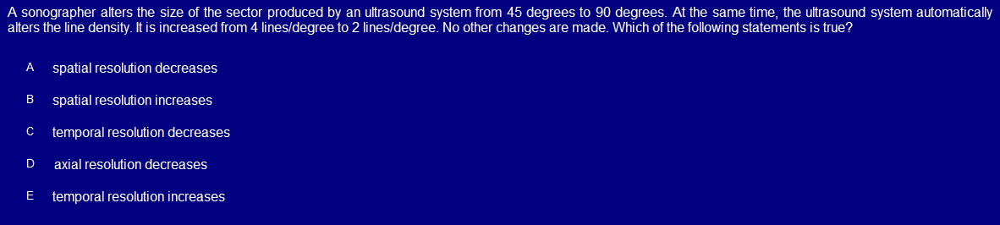 A sonographer alters the size of the sector produced by an ultrasound system from 45 degrees to 90 degrees. At the same time, the ultrasound system automatically
alters the line density. It is increased from 4 lines/degree to 2 lines/degree. No other changes are made. Which of the following statements is true?
A spatial resolution decreases
B spatial resolution increases
C temporal resolution decreases
D axial resolution decreases
E temporal resolution increases